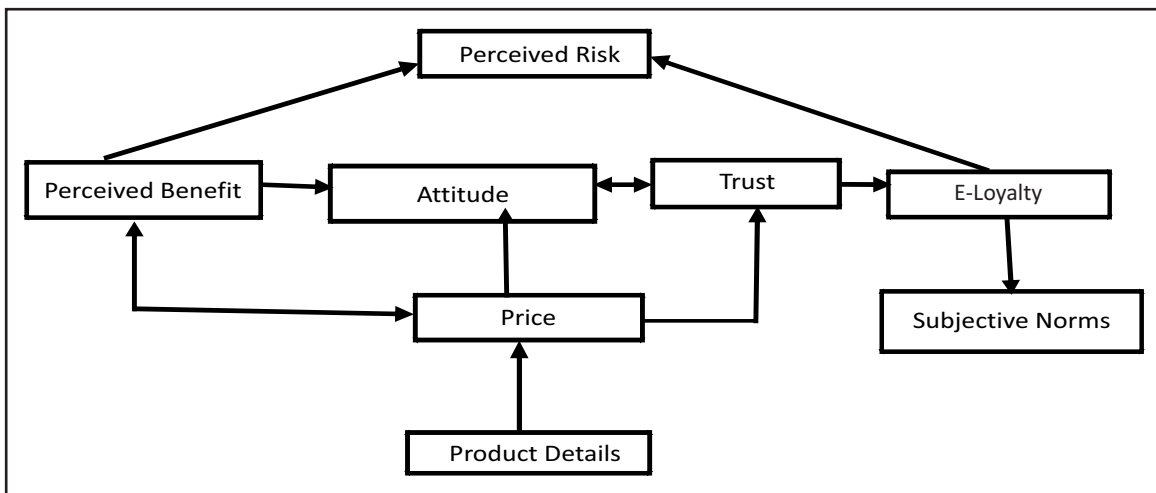 Perceived Risk
Perceived Benefit
Attitude
Trust
E-Loyalty
Price
Subjective Norms
Product Details